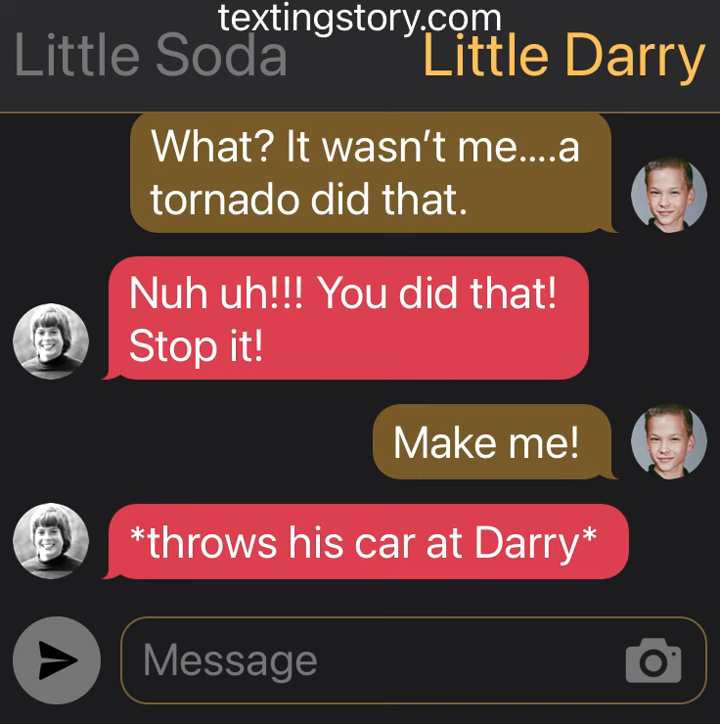 textingstory.com
Little Soda
Little Darry
What? It wasn’t me....a
tornado did that.
Nuh uh!!! You did that!
Stop it!
Make me!
*throws his car at Darry*
Message